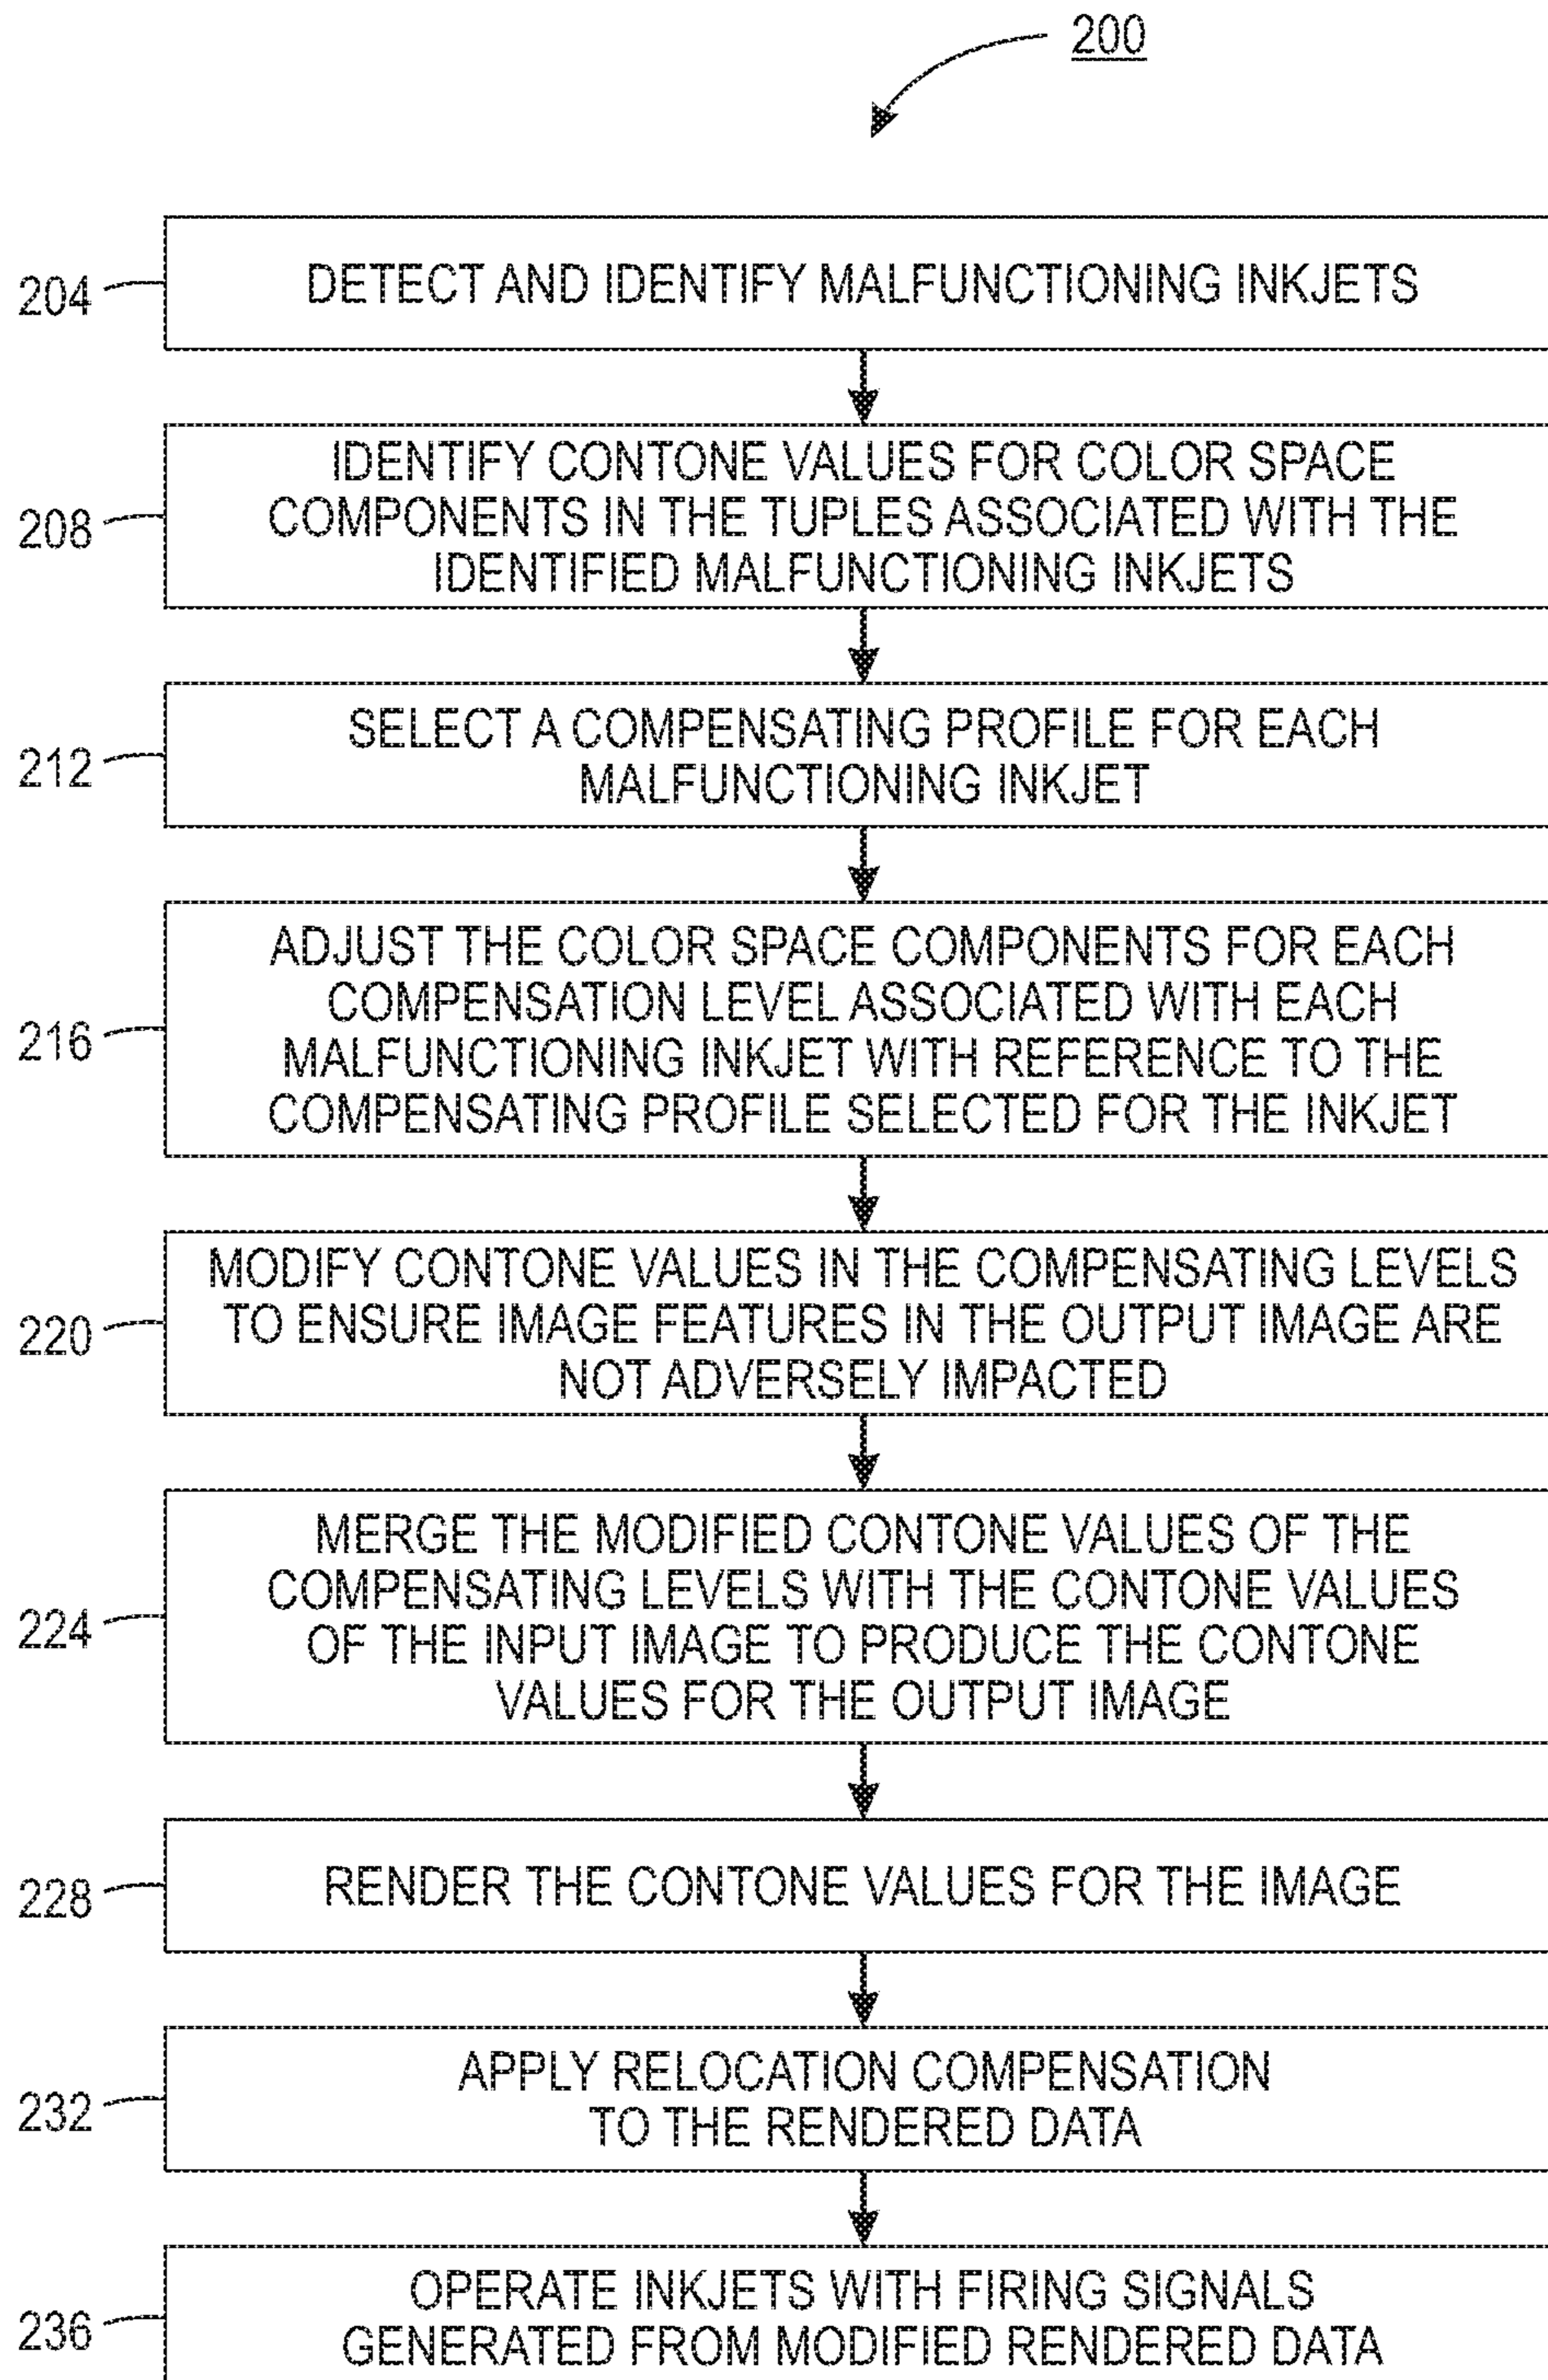 200
204
DETECT AND IDENTIFY MALFUNCTIONING INKJETS
208
IDENTIFY CONTONE VALUES FOR COLOR SPACE
COMPONENTS IN THE TUPLES ASSOCIATED WITH THE
IDENTIFIED MALFUNCTIONING INKJETS
212
SELECT A COMPENSATING PROFILE FOR EACH
MALFUNCTIONING INKJET
216
ADJUST THE COLOR SPACE COMPONENTS FOR EACH
COMPENSATION LEVEL ASSOCIATED WITH EACH
MALFUNCTIONING INKJET WITH REFERENCE TO THE
COMPENSATING PROFILE SELECTED FOR THE INKJET
220
MODIFY CONTONE VALUES IN THE COMPENSATING LEVELS
TO ENSURE IMAGE FEATURES IN THE OUTPUT IMAGE ARE
NOT ADVERSELY IMPACTED
224
MERGE THE MODIFIED CONTONE VALUES OF THE
COMPENSATING LEVELS WITH THE CONTONE VALUES
OF THE INPUT IMAGE TO PRODUCE THE CONTONE
VALUES FOR THE OUTPUT IMAGE
228
RENDER THE CONTONE VALUES FOR THE IMAGE
232
APPLY RELOCATION COMPENSATION
TO THE RENDERED DATA
236
OPERATE INKJETS WITH FIRING SIGNALS
GENERATED FROM MODIFIED RENDERED DATA